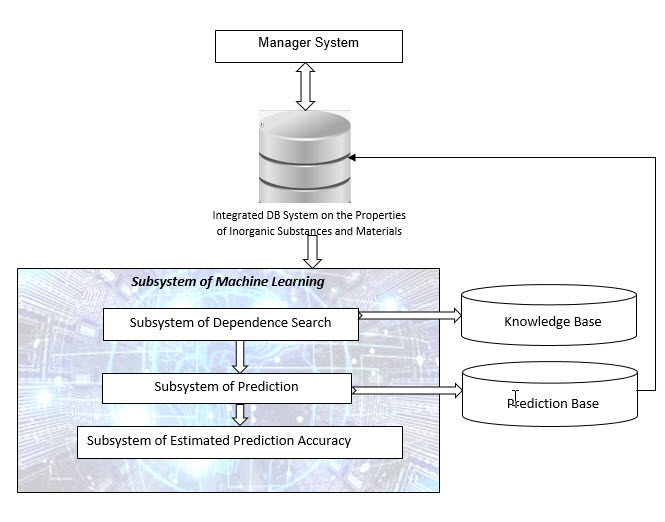 Manager System
Integrated DB System on the Properties
of Inorganic Substances and Materials
Subsystem of Machine Learning
Subsystem of Dependence Search
Knowledge Base
Subsystem of Prediction
Prediction Base
Subsystem of Estimated Prediction Accuracy